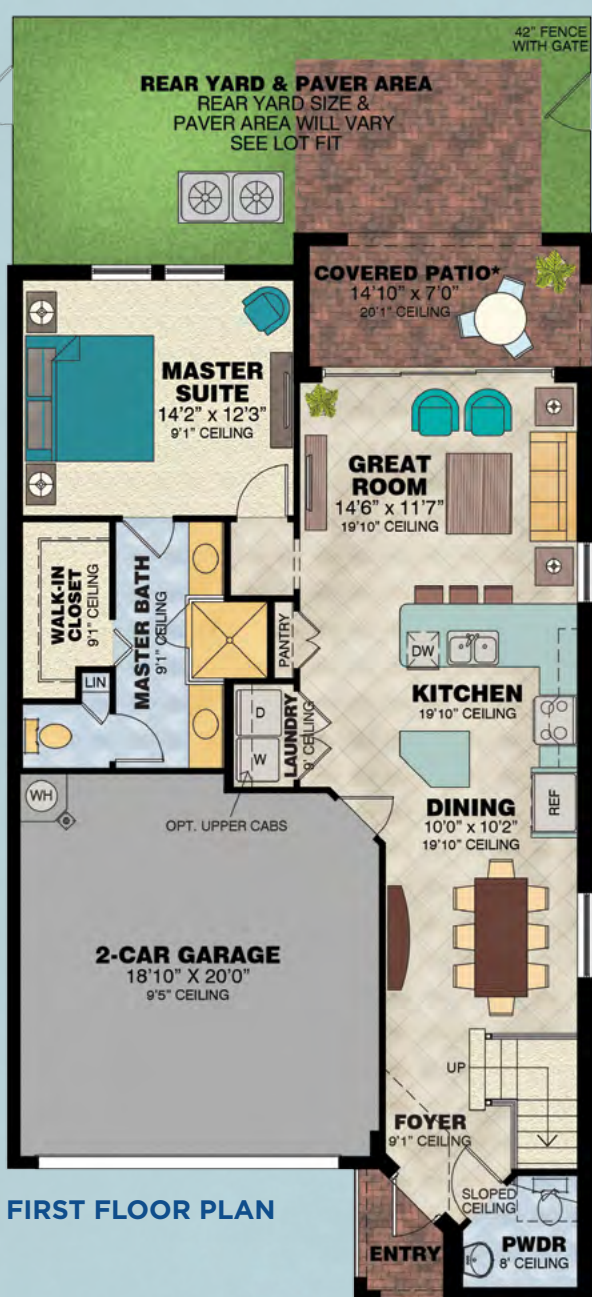 42" FENCE
WITH GATE
REAR YARD & PAVER AREA
REAR YARD SIZE &
PAVER AREA WILL VARY
SEE LOT FIT
COVERED PATIO*
14'10" x 7'0"
20'1" CEILING
MASTER
SUITE
14'2" x 12'3"
9'1" CEILING
GREAT
ROOM
14'6" x 11'7"
19'10" CEILING
WALK-IN
CLOSET
9'1" CEILING
MASTER BATH
9'1" CEILING
LIN
PANTRY
DW
KITCHEN
19'10" CEILING
D
W
LAUNDRY
9' CEILING
OPT. UPPER CABS
WH
REF
DINING
10'0" x 10'2"
19'10" CEILING
2-CAR GARAGE
18'10" X 20'0"
9'5" CEILING
UP
FOYER
9'1" CEILING
SLOPED
CEILING
ENTRY
PWDR
8' CEILING
FIRST FLOOR PLAN